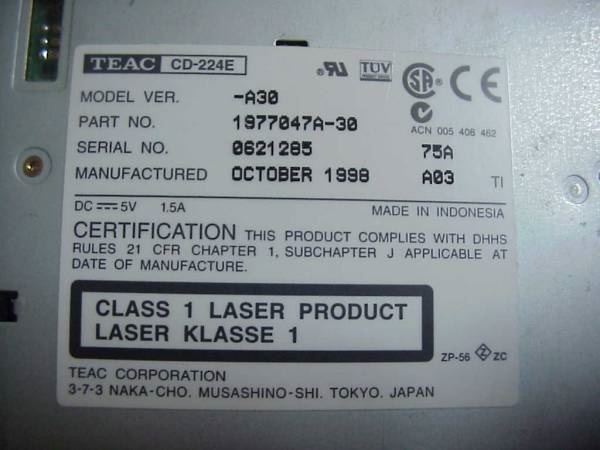 TEAC CD-224E
TÜV
MODEL VER. -A30
PART NO. 1977047A-30
ACN 005 406 462
SERIAL NO. 0621285 75A
MANUFACTURED OCTOBER 1998 A03 TI
DC 5V 1.5A MADE IN INDONESIA
CERTIFICATION THIS PRODUCT COMPLIES WITH DHHS
RULES 21 CFR CHAPTER 1, SUBCHAPTER J APPLICABLE AT
DATE OF MANUFACTURE.
CLASS 1 LASER PRODUCT
LASER KLASSE 1
ZP-56 Z ZC
TEAC CORPORATION
3-7-3 NAKA-CHO. MUSASHINO-SHI. TOKYO. JAPAN